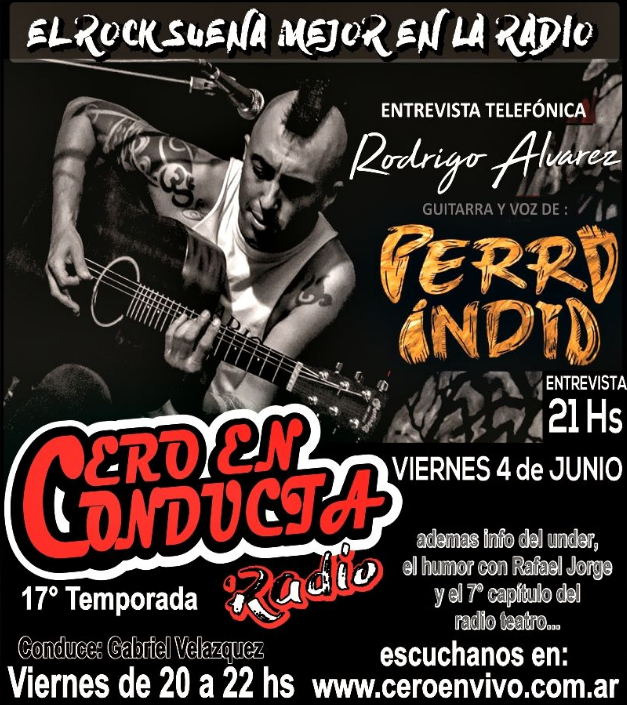 EL ROCK SUENA MEJOR EN LA RADIO
ENTREVISTA TELEFÓNICA
Rodrigo Alvarez
GUITARRA Y VOZ DE :
PERRO
INDIO
ENTREVISTA
21 Hs
CERO EN
CONDUCTA
Radio
VIERNES 4 de JUNIO
ademas info del under,
el humor con Rafael Jorge
y el 7° capítulo del
radio teatro...
17° Temporada
Conduce: Gabriel Velazquez
Viernes de 20 a 22 hs
escuchanos en:
www.ceroenvivo.com.ar